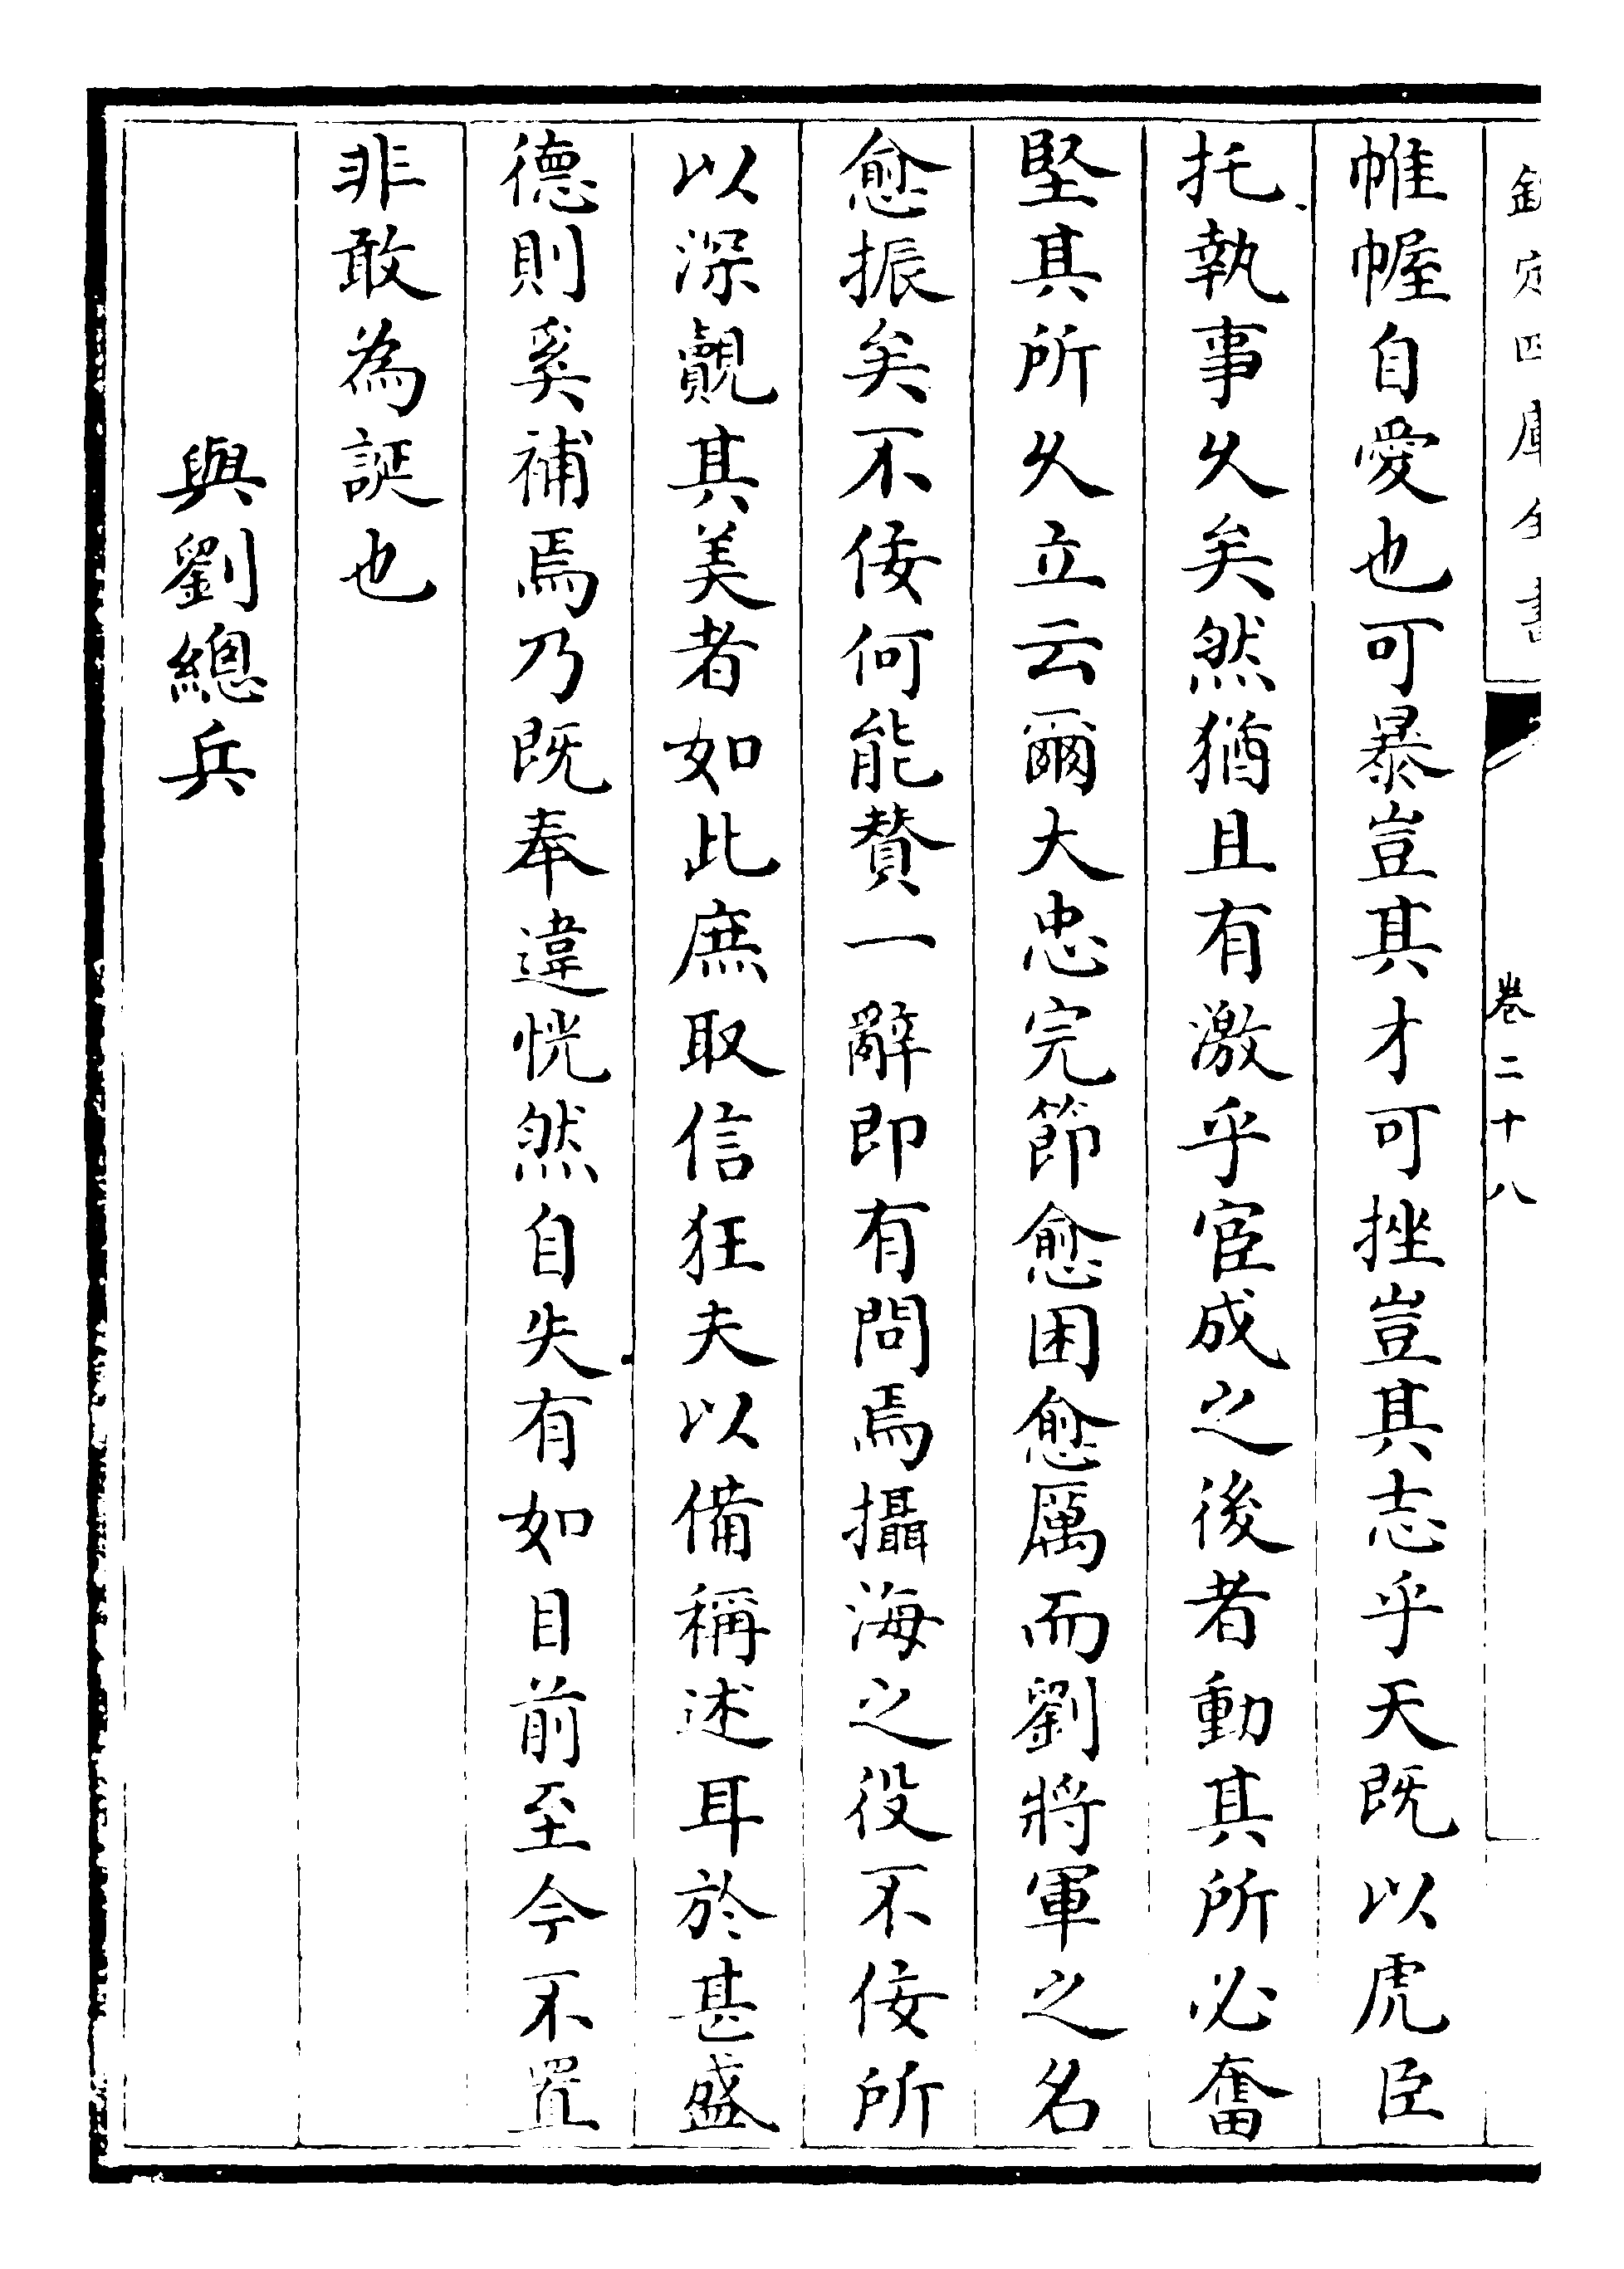 欽定四庫全書 卷二十八
帷幄自愛也可暴豈其才可挫豈其志乎天既以虎臣
托執事久矣然猶且有激乎宦成之後者動其所必奮
堅其所久立云爾大忠完節愈困愈厲而劉將軍之名
愈振矣不佞何能贊一辭即有問焉攝海之役不佞所
以深覿其美者如此庶取信狂夫以備稱述耳於甚盛
德則奚補焉乃既奉違恍然自失有如目前至今不置
非敢為誕也
與劉總兵